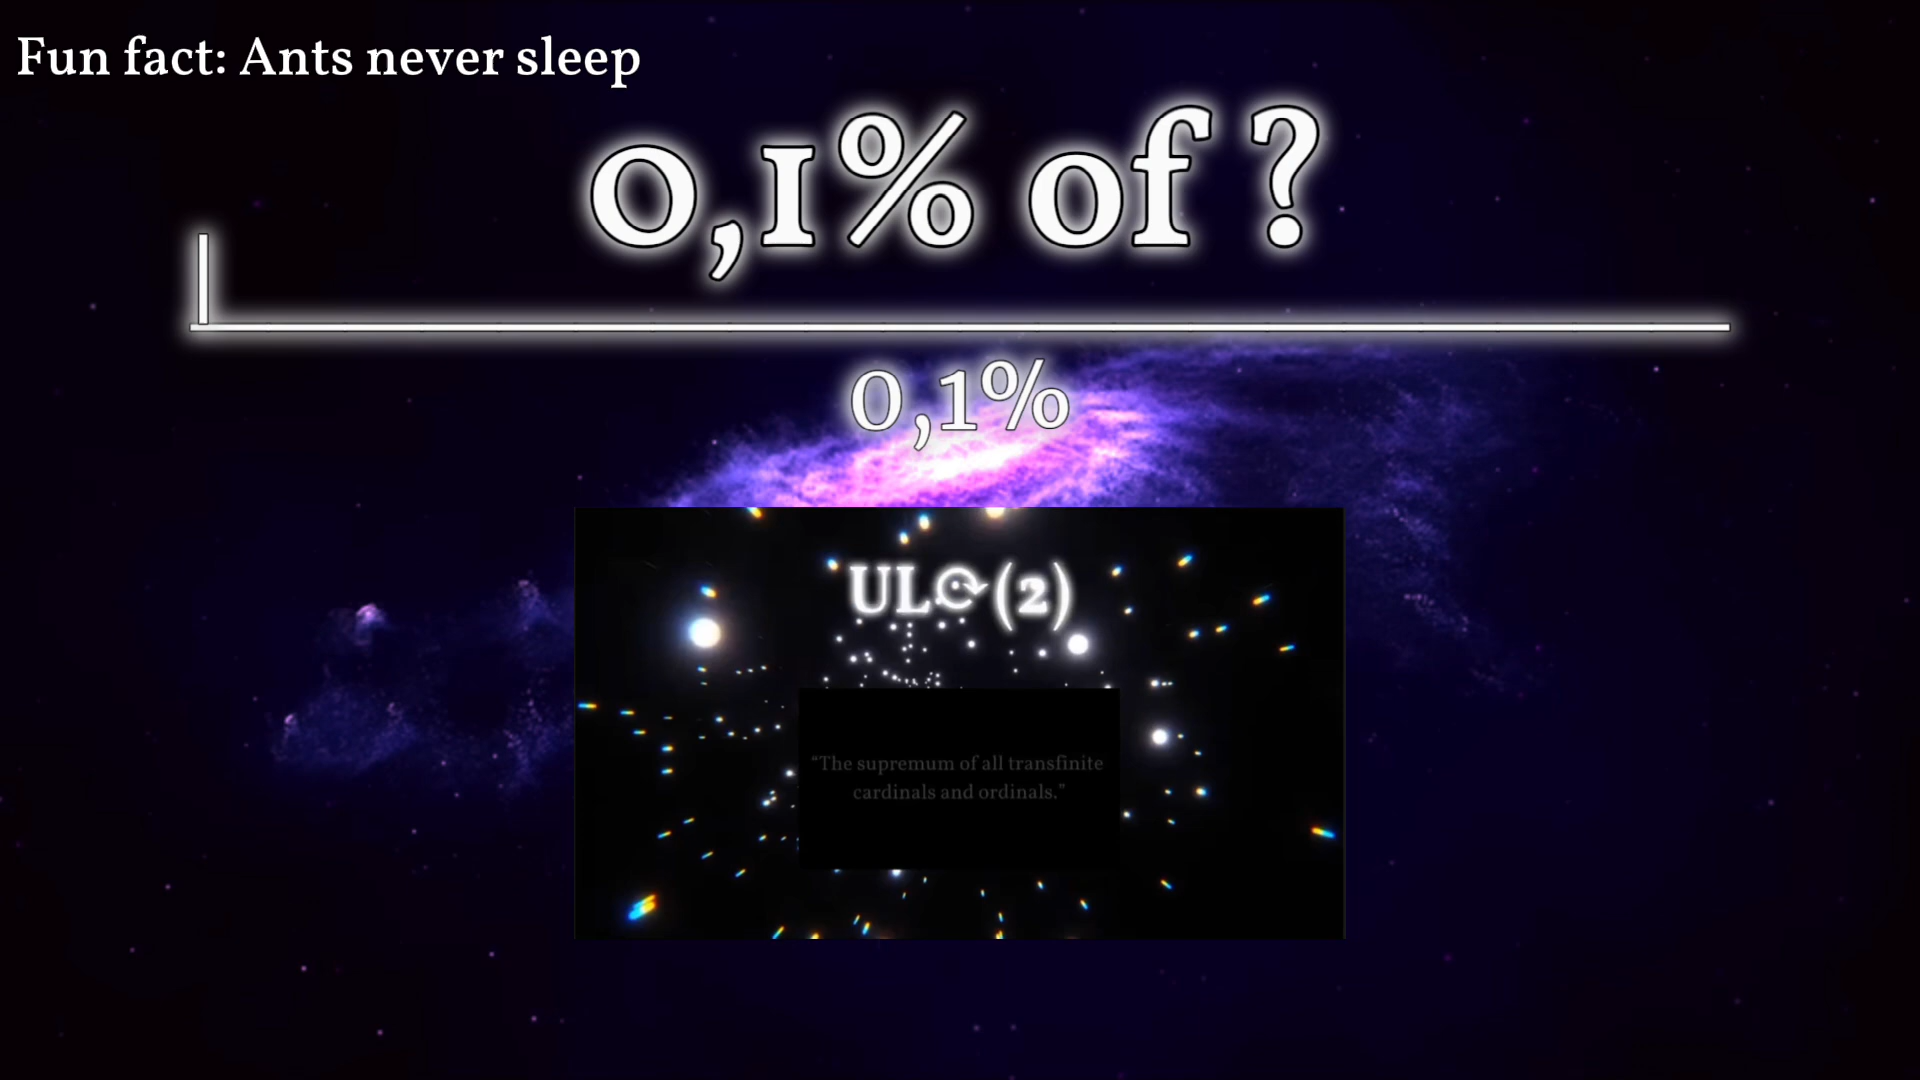 Fun fact: Ants never sleep
0,1% of ?
0,1%
UL⟳(2)
“The supremum of all transfinite
cardinals and ordinals.”